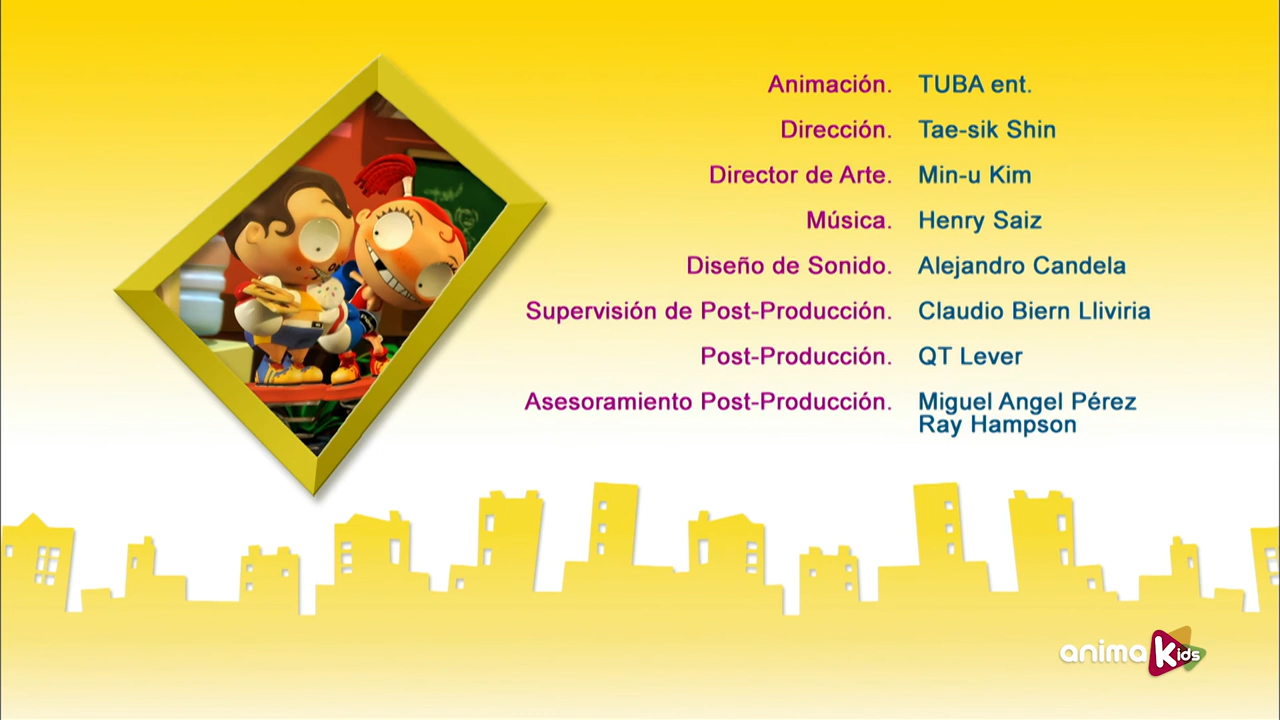 Animación. TUBA ent.
Dirección. Tae-sik Shin
Director de Arte. Min-u Kim
Música. Henry Saiz
Diseño de Sonido. Alejandro Candela
Supervisión de Post-Producción. Claudio Biern Lliviria
Post-Producción. QT Lever
Asesoramiento Post-Producción. Miguel Angel Pérez
Ray Hampson
anima Kids